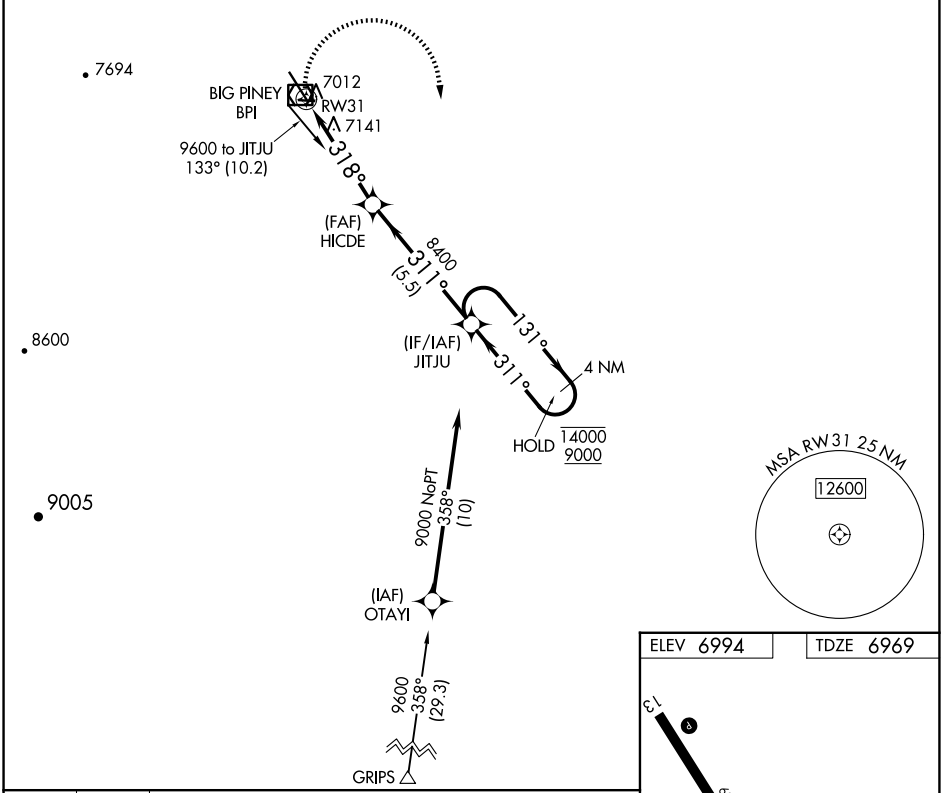 7694
BIG PINEY
BPI
7012
RW31
7141
9600 to JITJU
133° (10.2)
318°
(FAF)
HICDE
8400
311°
(5.5)
8600
(IF/IAF)
JITJU
131°
311°
4 NM
HOLD
14000
9000
MSA RW31 25 NM
12600
9005
9000 NoPT
358°
(10)
(IAF)
OTAYI
9600
358°
(29.3)
GRIPS
ELEV 6994
TDZE 6969
13
P